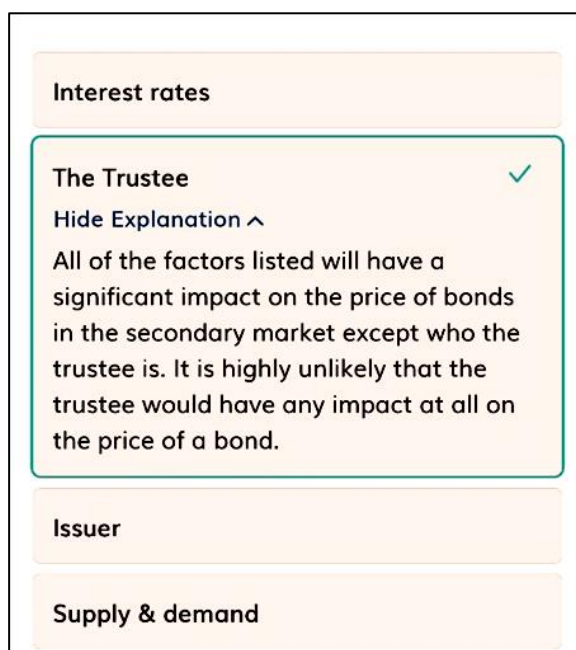 Interest rates
The Trustee
Hide Explanation
All of the factors listed will have a
significant impact on the price of bonds
in the secondary market except who the
trustee is. It is highly unlikely that the
trustee would have any impact at all on
the price of a bond.
Issuer
Supply & demand